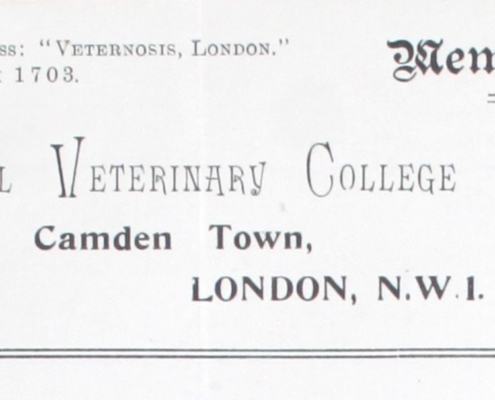 ss: "VETERNOSIS, LONDON."
1703.
Mem
L VETERINARY COLLEGE
Camden Town,
LONDON, N.W.1.